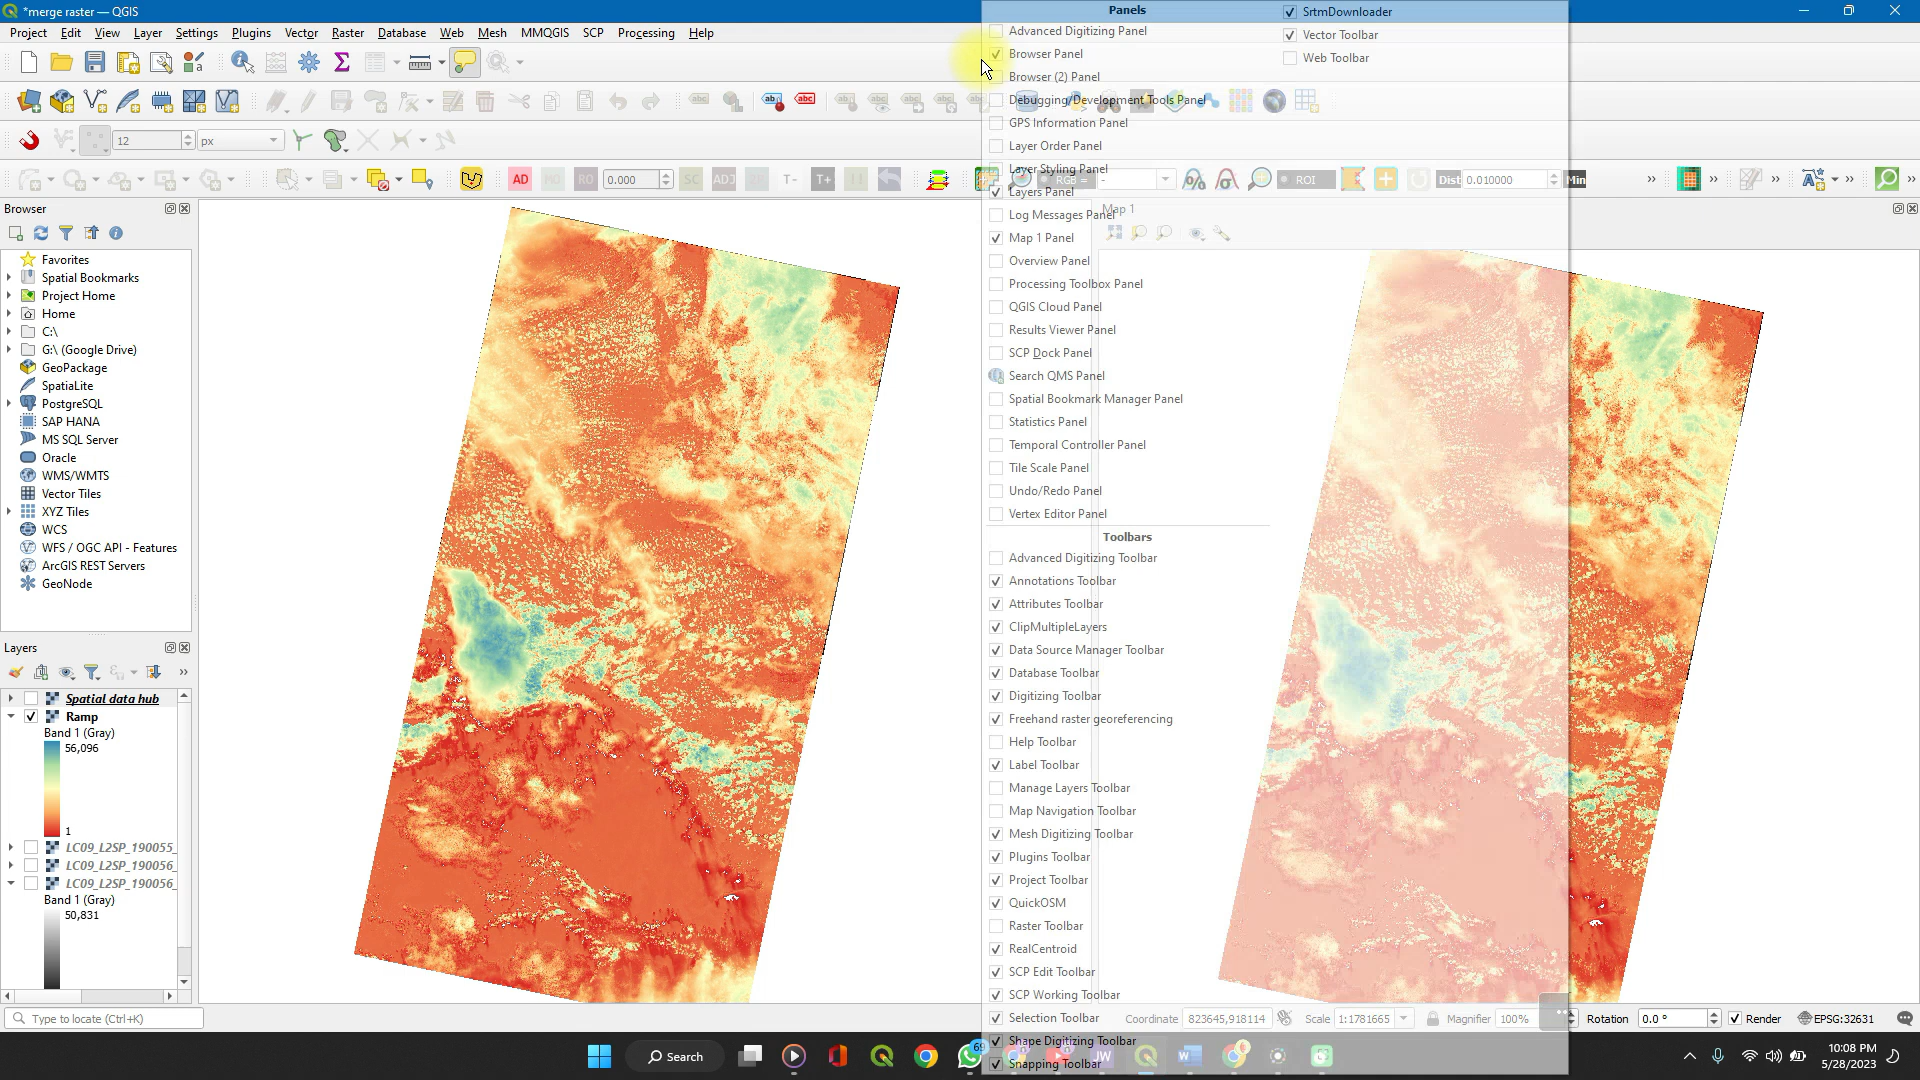 *merge raster — QGIS
Project Edit View Layer Settings Plugins Vector Raster Database Web Mesh MMQGIS SCP Processing Help
12 px
AD RD 0.000 SC ADJ T- T+
RGB = - ROI Dist 0.010000 Min
Browser
Favorites
Spatial Bookmarks
Project Home
Home
C:\
G:\ (Google Drive)
GeoPackage
SpatiaLite
PostgreSQL
SAP HANA
MS SQL Server
Oracle
WMS/WMTS
Vector Tiles
XYZ Tiles
WCS
WFS / OGC API - Features
ArcGIS REST Servers
GeoNode
Layers
Spatial data hub
Ramp
Band 1 (Gray)
56,096
1
LC09_L2SP_190055_
LC09_L2SP_190056_
LC09_L2SP_190056_
Band 1 (Gray)
50,831
Panels
Advanced Digitizing Panel
Browser Panel
Browser (2) Panel
Debugging/Development Tools Panel
GPS Information Panel
Layer Order Panel
Layer Styling Panel
Layers Panel
Log Messages Panel
Map 1 Panel
Overview Panel
Processing Toolbox Panel
QGIS Cloud Panel
Results Viewer Panel
SCP Dock Panel
Search QMS Panel
Spatial Bookmark Manager Panel
Statistics Panel
Temporal Controller Panel
Tile Scale Panel
Undo/Redo Panel
Vertex Editor Panel
Toolbars
Advanced Digitizing Toolbar
Annotations Toolbar
Attributes Toolbar
ClipMultipleLayers
Data Source Manager Toolbar
Database Toolbar
Digitizing Toolbar
Freehand raster georeferencing
Help Toolbar
Label Toolbar
Manage Layers Toolbar
Map Navigation Toolbar
Mesh Digitizing Toolbar
Plugins Toolbar
Project Toolbar
QuickOSM
Raster Toolbar
RealCentroid
SCP Edit Toolbar
SCP Working Toolbar
Selection Toolbar
Shape Digitizing Toolbar
Snapping Toolbar
SrtmDownloader
Vector Toolbar
Web Toolbar
Map 1
Type to locate (Ctrl+K)
Coordinate 823645,918114 Scale 1:1781665 Magnifier 100% Rotation 0.0 ° Render EPSG:32631
Search
69
10:08 PM
5/28/2023